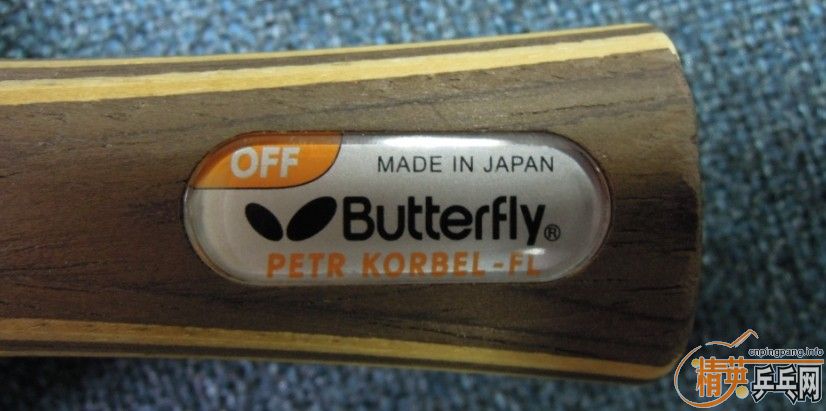 OFF MADE IN JAPAN
Butterfly®
PETR KORBEL-FL
cnpingpang.info
精英乒乓网